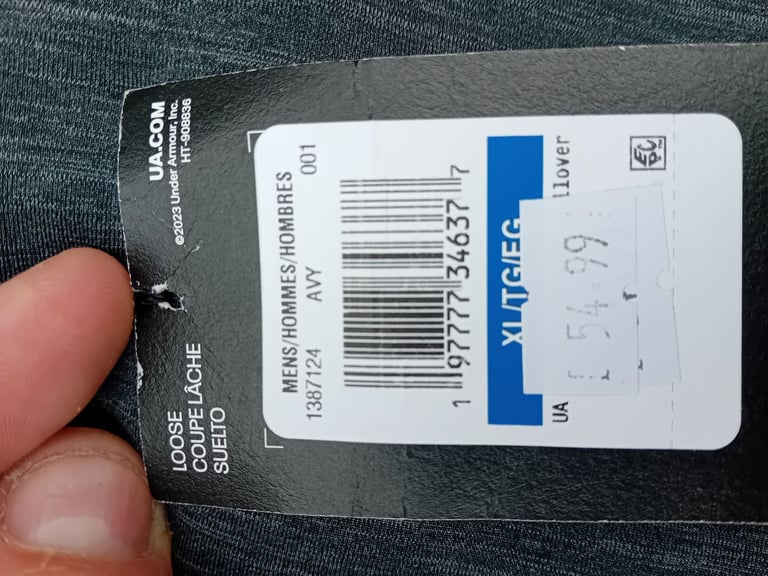 UA.COM
©2023 Under Armour, Inc.
HT-908836
LOOSE
COUPE LÂCHE
SUELTO
MENS/HOMMES/HOMBRES
1387124 AVY 001
1 97777 34637 7
XL/TG/EG
UA
£ 54.99